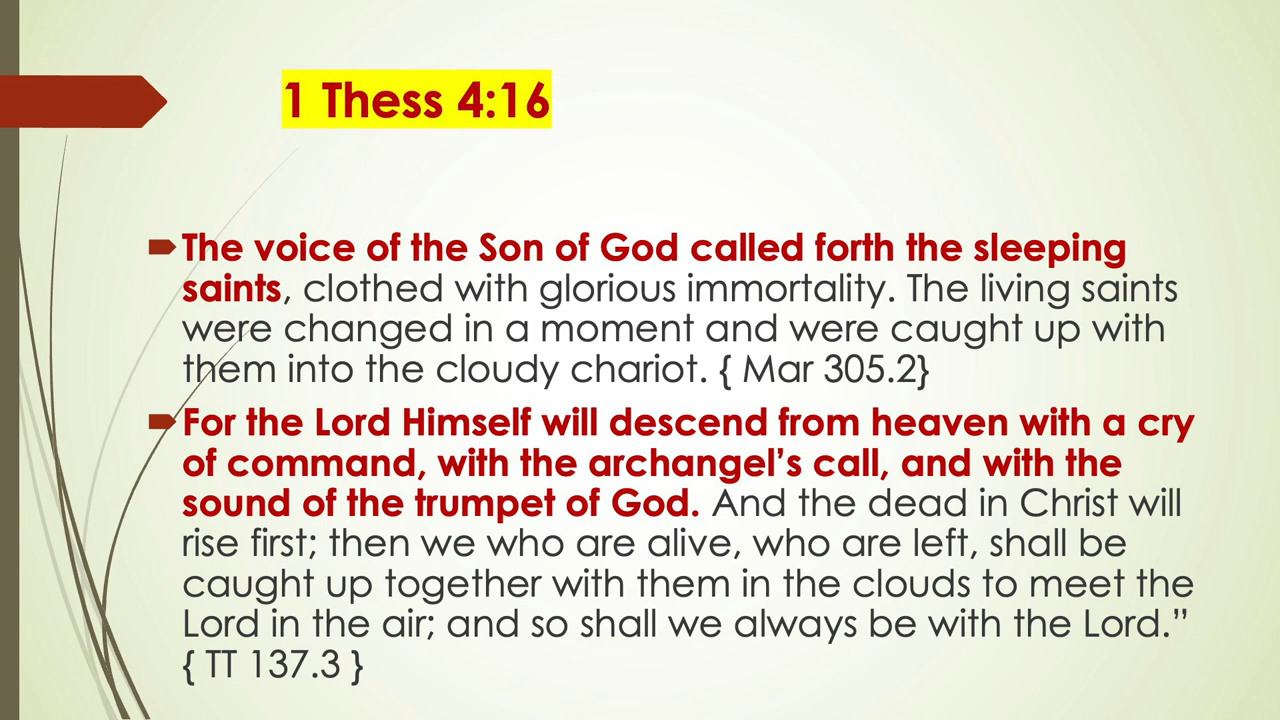 1 Thess 4:16
The voice of the Son of God called forth the sleeping
saints, clothed with glorious immortality. The living saints
were changed in a moment and were caught up with
them into the cloudy chariot. { Mar 305.2}
For the Lord Himself will descend from heaven with a cry
of command, with the archangel’s call, and with the
sound of the trumpet of God. And the dead in Christ will
rise first; then we who are alive, who are left, shall be
caught up together with them in the clouds to meet the
Lord in the air; and so shall we always be with the Lord.”
{ TT 137.3 }